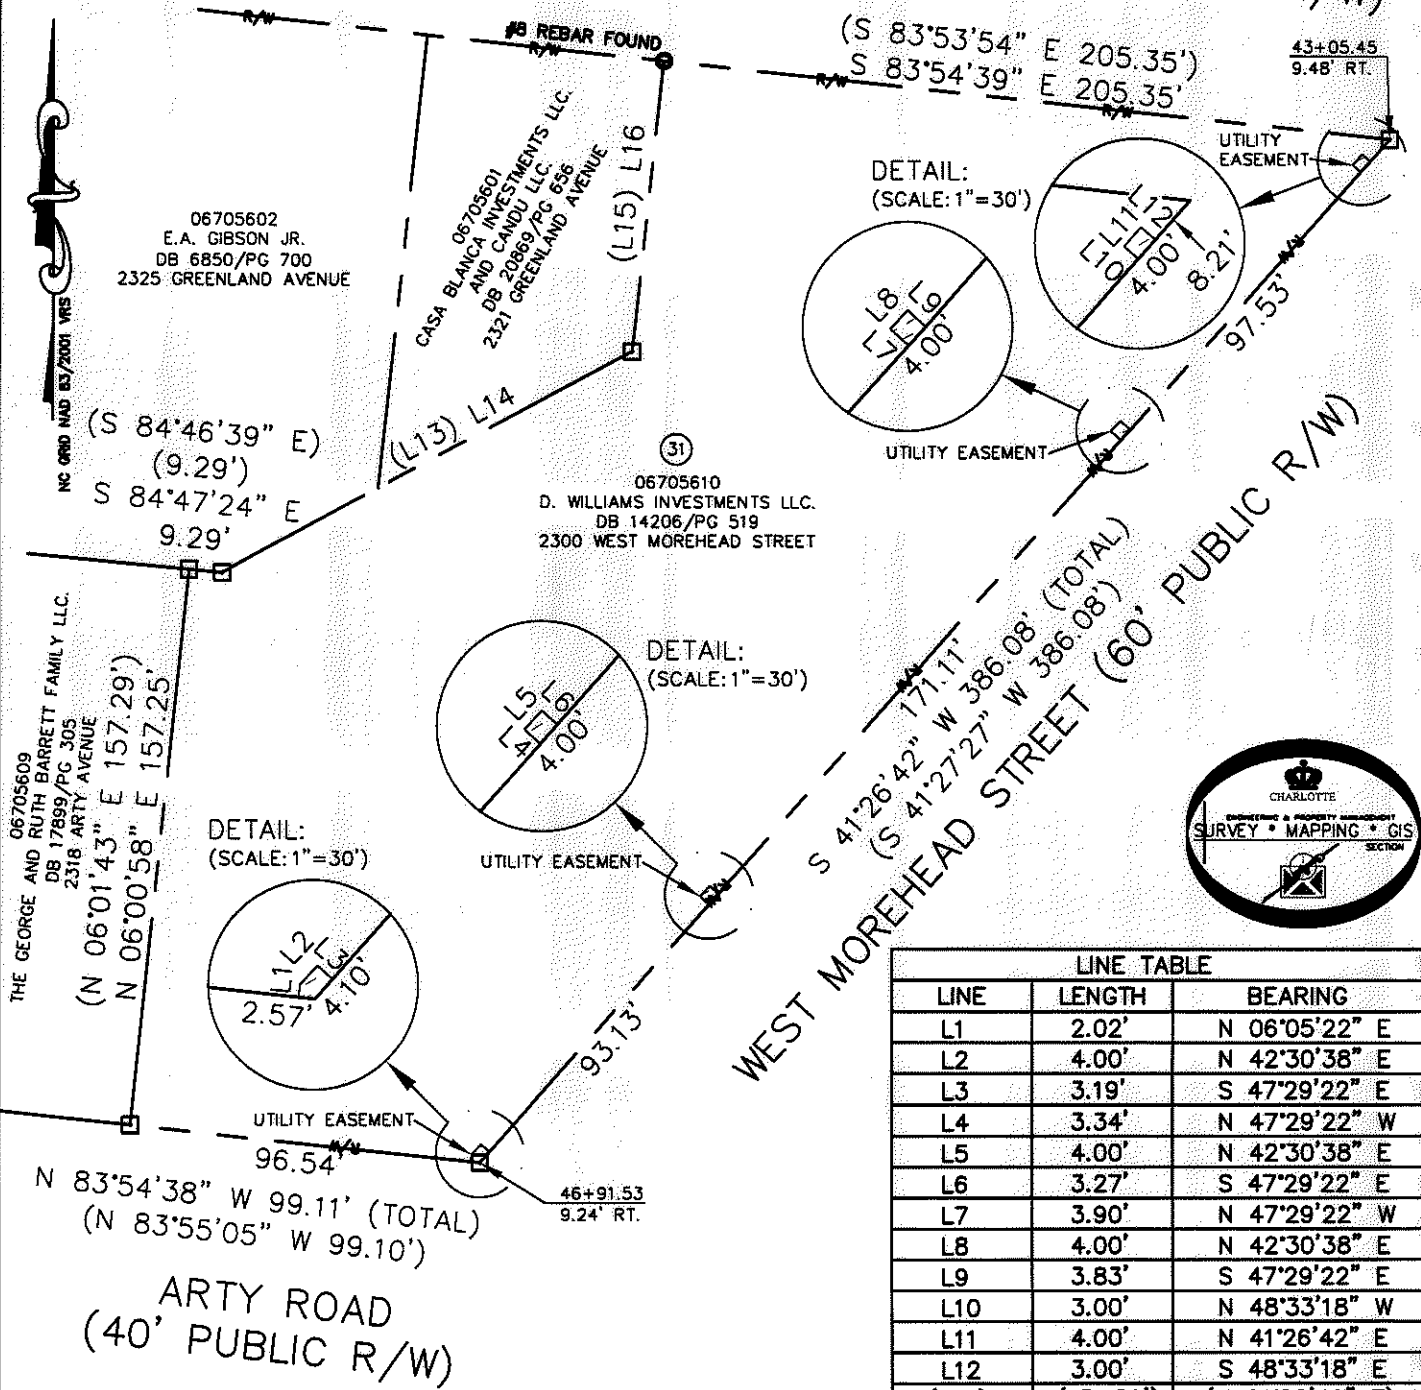 R/W
#8 REBAR FOUND
R/W
(S 83°53'54" E 205.35')
S 83°54'39" E 205.35'
R/W
R/W
43+05.45
9.48' RT.
NC GRID NAD 83/2001 VRS
06705602
E.A. GIBSON JR.
DB 6850/PG 700
2325 GREENLAND AVENUE
06705601
CASA BLANCA INVESTMENTS LLC.
AND CANDU LLC.
DB 20869/PG 656
2321 GREENLAND AVENUE
(L15) L16
DETAIL:
(SCALE: 1"=30')
L8
L7
L9
4.00'
L11
L12
L10
4.00'
8.21'
UTILITY
EASEMENT
97.53'
R/W
UTILITY EASEMENT
R/W
(S 84°46'39" E)
(9.29')
S 84°47'24" E
9.29'
(L13) L14
31
06705610
D. WILLIAMS INVESTMENTS LLC.
DB 14206/PG 519
2300 WEST MOREHEAD STREET
06705609
THE GEORGE AND RUTH BARRETT FAMILY LLC.
DB 17899/PG 305
2318 ARTY AVENUE
(N 06°01'43" E 157.29')
N 06°00'58" E 157.25'
DETAIL:
(SCALE: 1"=30')
L5
L4
L6
4.00'
UTILITY EASEMENT
R/W
R/W
171.11'
S 41°26'42" W 386.08' (TOTAL)
(S 41°27'27" W 386.08')
WEST MOREHEAD STREET (60' PUBLIC R/W)
DETAIL:
(SCALE: 1"=30')
L1
L2
L3
2.57'
4.10'
UTILITY EASEMENT
93.13'
R/W
96.54'
N 83°54'38" W 99.11' (TOTAL)
(N 83°55'05" W 99.10')
46+91.53
9.24' RT.
ARTY ROAD
(40' PUBLIC R/W)
CHARLOTTE
ENGINEERING & PROPERTY MANAGEMENT
SURVEY * MAPPING * GIS
SECTION
LINE TABLE
LINE LENGTH BEARING
L1 2.02' N 06°05'22" E
L2 4.00' N 42°30'38" E
L3 3.19' S 47°29'22" E
L4 3.34' N 47°29'22" W
L5 4.00' N 42°30'38" E
L6 3.27' S 47°29'22" E
L7 3.90' N 47°29'22" W
L8 4.00' N 42°30'38" E
L9 3.83' S 47°29'22" E
L10 3.00' N 48°33'18" W
L11 4.00' N 41°26'42" E
L12 3.00' S 48°33'18" E